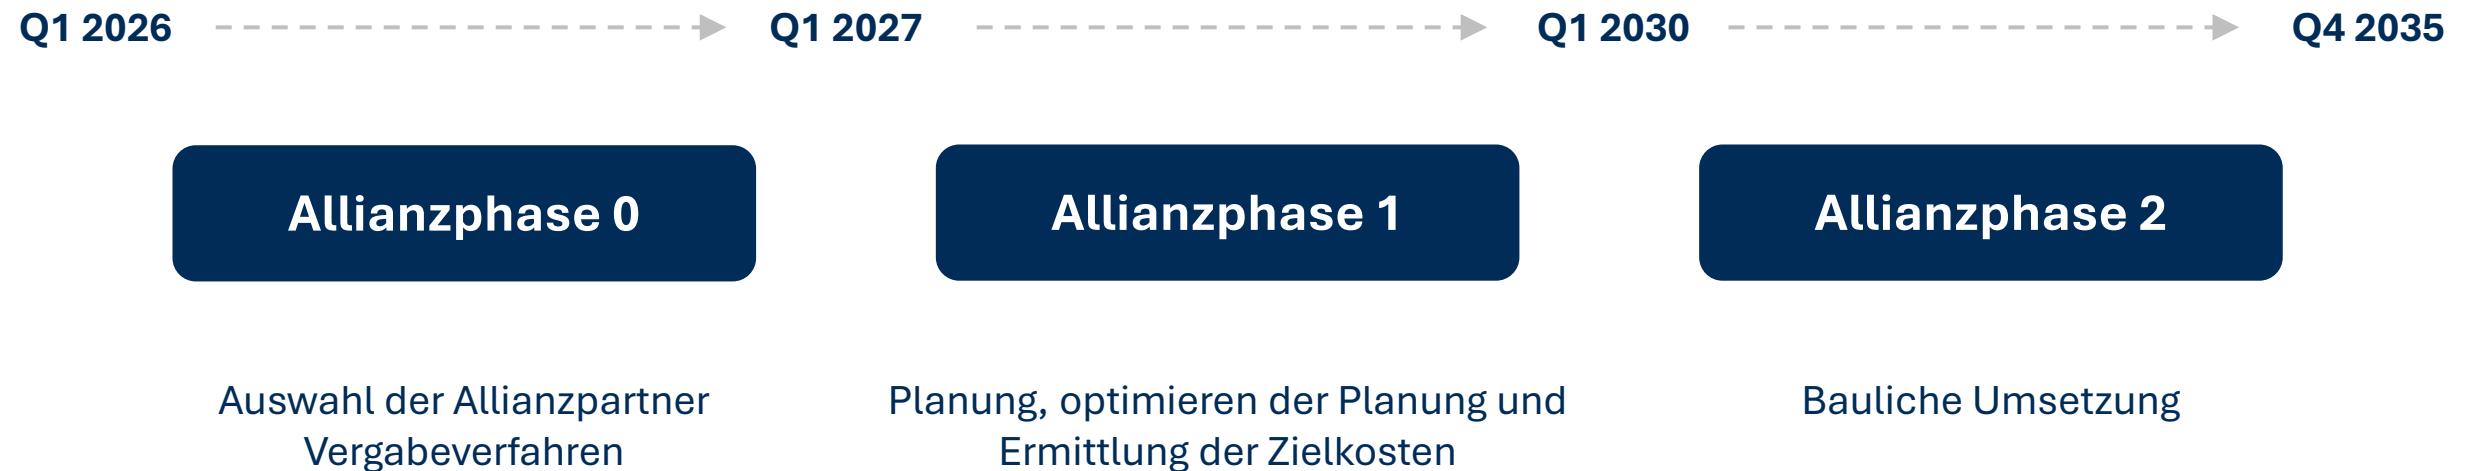 Q1 2026
Q1 2027
Q1 2030
Q4 2035
Allianzphase 0
Allianzphase 1
Allianzphase 2
Auswahl der Allianzpartner
Vergabeverfahren
Planung, optimieren der Planung und
Ermittlung der Zielkosten
Bauliche Umsetzung